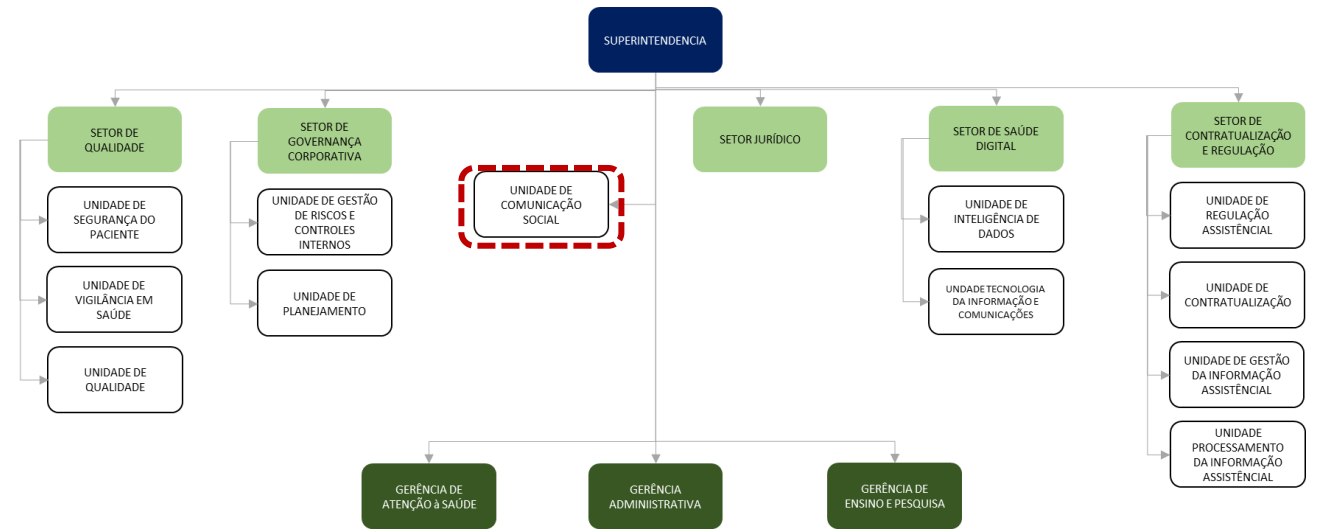 SUPERINTENDENCIA
SETOR DE
QUALIDADE
SETOR DE
GOVERNANÇA
CORPORATIVA
SETOR JURÍDICO
SETOR DE SAÚDE
DIGITAL
SETOR DE
CONTRATUALIZAÇÃO
E REGULAÇÃO
UNIDADE DE
SEGURANÇA DO
PACIENTE
UNIDADE DE GESTÃO
DE RISCOS E
CONTROLES
INTERNOS
UNIDADE DE
COMUNICAÇÃO
SOCIAL
UNIDADE DE
INTELIGÊNCIA DE
DADOS
UNIDADE DE
REGULAÇÃO
ASSISTÊNCIAL
UNIDADE DE
VIGILÂNCIA EM
SAÚDE
UNIDADE DE
PLANEJAMENTO
UNDADE TECNOLOGIA
DA INFORMAÇÃO E
COMUNICAÇÕES
UNIDADE DE
CONTRATUALIZAÇÃO
UNIDADE DE
QUALIDADE
UNIDADE DE GESTÃO
DA INFORMAÇÃO
ASSISTÊNCIAL
UNIDADE
PROCESSAMENTO
DA INFORMAÇÃO
ASSISTÊNCIAL
GERÊNCIA DE
ATENÇÃO à SAÚDE
GERÊNCIA
ADMINIISTRATIVA
GERÊNCIA DE
ENSINO E PESQUISA